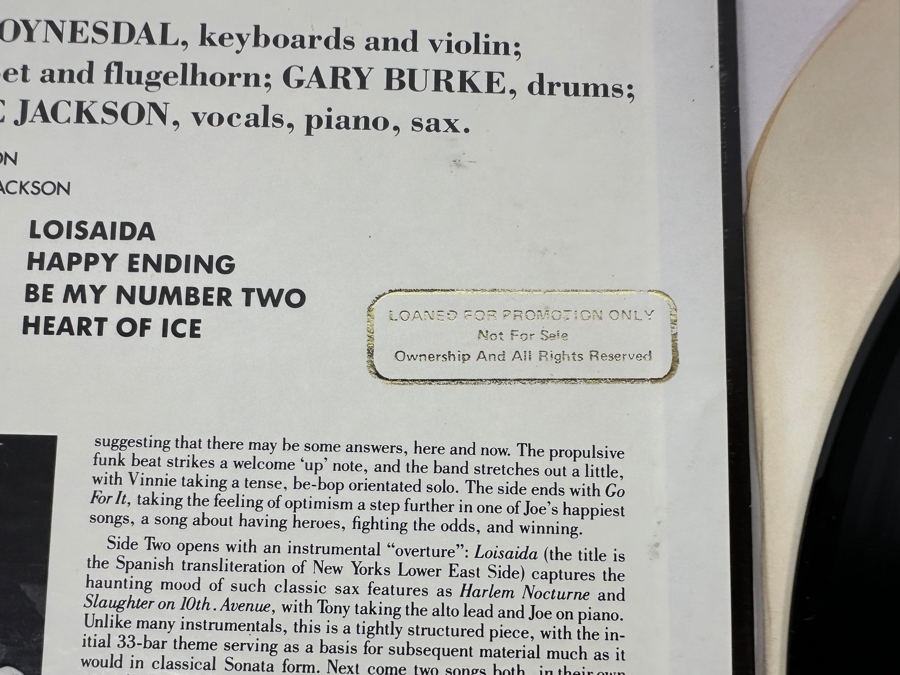 OYNESDAL, keyboards and violin;
et and flugelhorn; GARY BURKE, drums;
E JACKSON, vocals, piano, sax.
ON
ACKSON
LOISAIDA
HAPPY ENDING
BE MY NUMBER TWO
HEART OF ICE
LOANED FOR PROMOTION ONLY
Not For Sale
Ownership And All Rights Reserved
suggesting that there may be some answers, here and now. The propulsive
funk beat strikes a welcome ‘up’ note, and the band stretches out a little,
with Vinnie taking a tense, be-bop orientated solo. The side ends with Go
For It, taking the feeling of optimism a step further in one of Joe's happiest
songs, a song about having heroes, fighting the odds, and winning.
Side Two opens with an instrumental “overture”: Loisaida (the title is
the Spanish transliteration of New Yorks Lower East Side) captures the
haunting mood of such classic sax features as Harlem Nocturne and
Slaughter on 10th. Avenue, with Tony taking the alto lead and Joe on piano.
Unlike many instrumentals, this is a tightly structured piece, with the in-
itial 33-bar theme serving as a basis for subsequent material much as it
would in classical Sonata form. Next come two songs both, in their own